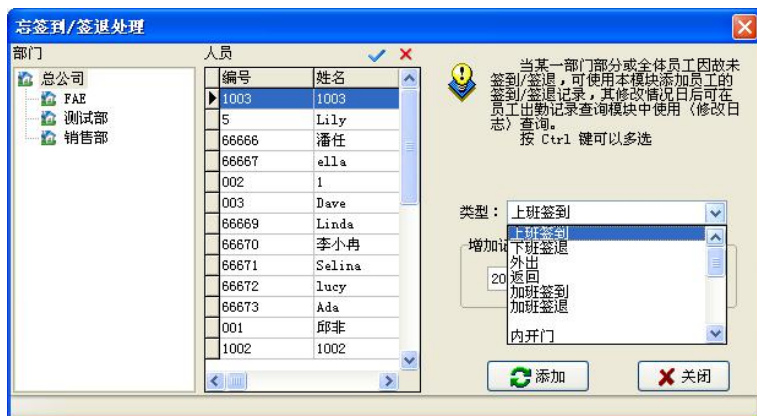 忘签到/签退处理
部门
总公司
FAE
测试部
销售部
人员
编号 姓名
1003 1003
5 Lily
66666 潘任
66667 ella
002 1
003 Dave
66669 Linda
66670 李小冉
66671 Selina
66672 lucy
66673 Ada
001 邱非
1002 1002
当某一部门部分或全体员工因故未
签到/签退,可使用本模块添加员工的
签到/签退记录,其修改情况日后可在
员工出勤记录查询模块中使用〈修改日
志〉查询。
按 Ctrl 键可以多选
类型: 上班签到
上班签到
下班签退
外出
返回
加班签到
加班签退
内开门
增加记
20
添加
关闭